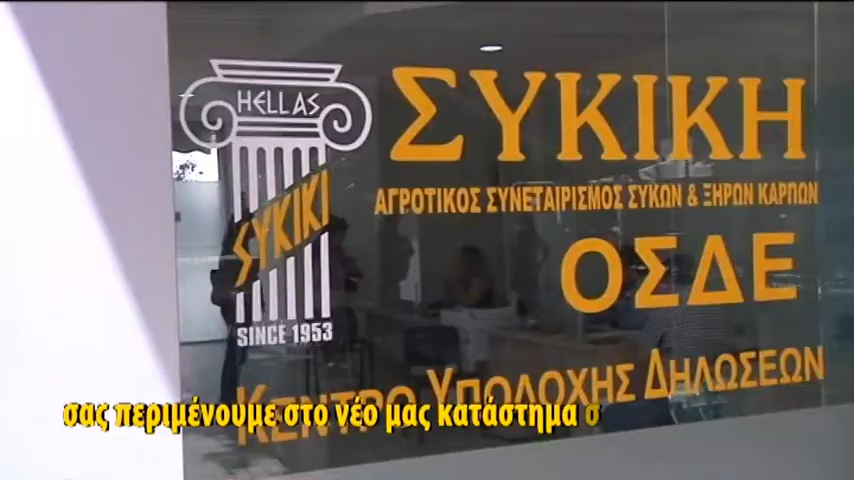 HELLAS
SYKIKI
SINCE 1953
ΣΥΚΙΚΗ
ΑΓΡΟΤΙΚΟΣ ΣΥΝΕΤΑΙΡΙΣΜΟΣ ΣΥΚΩΝ & ΞΗΡΩΝ ΚΑΡΠΩΝ
ΟΣΔΕ
ΚΕΝΤΡΟ ΥΠΟΔΟΧΗΣ ΔΗΛΩΣΕΩΝ
σας περιμένουμε στο νέο μας κατάστημα σ